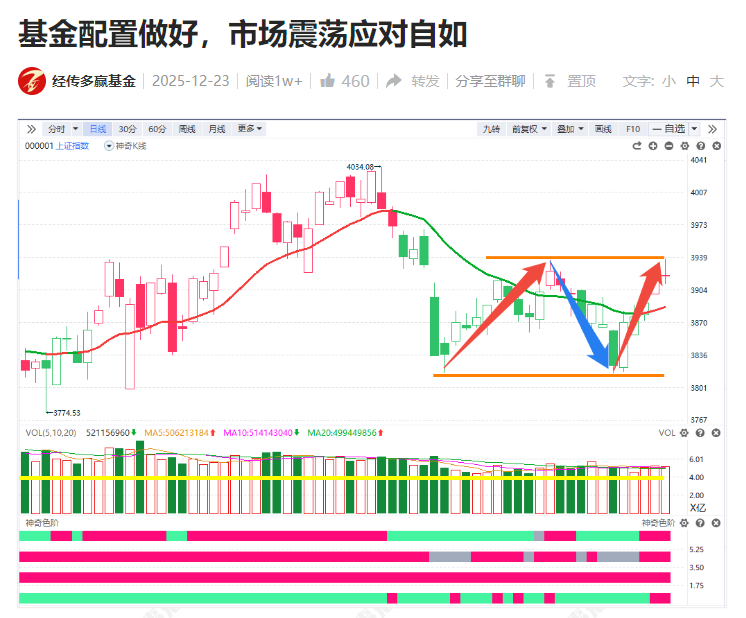 基金配置做好，市场震荡应对自如
经传多赢基金 2025-12-23 阅读1w+ 460 转发 分享至群聊 置顶 文字: 小 中 大
分时 日线 30分 60分 周线 月线 更多 九转 前复权 叠加 画线 F10 一自选
000001 上证指数 神奇K线
4034.08
4041
4007
3973
3939
3904
3870
3836
3801
3767
3774.53
VOL(5,10,20) 521156960 MA5:506213184 MA10:514143040 MA20:499449856 VOL
6.01
4.00
2.00
X亿
神奇色阶 神奇色阶
5.25
3.50
1.75